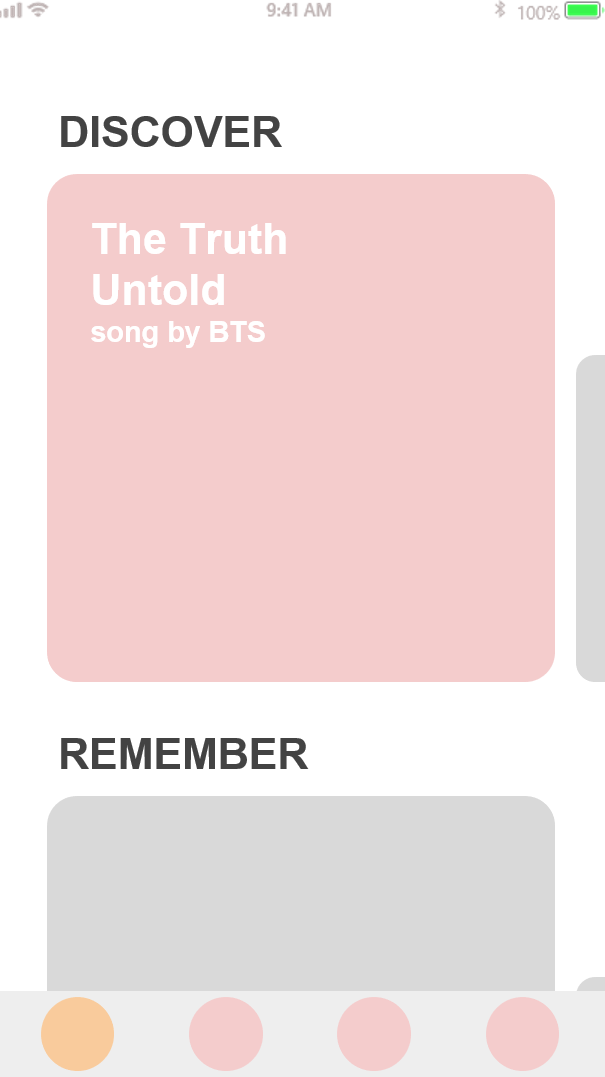 9:41 AM
100%
DISCOVER
The Truth
Untold
song by BTS
REMEMBER